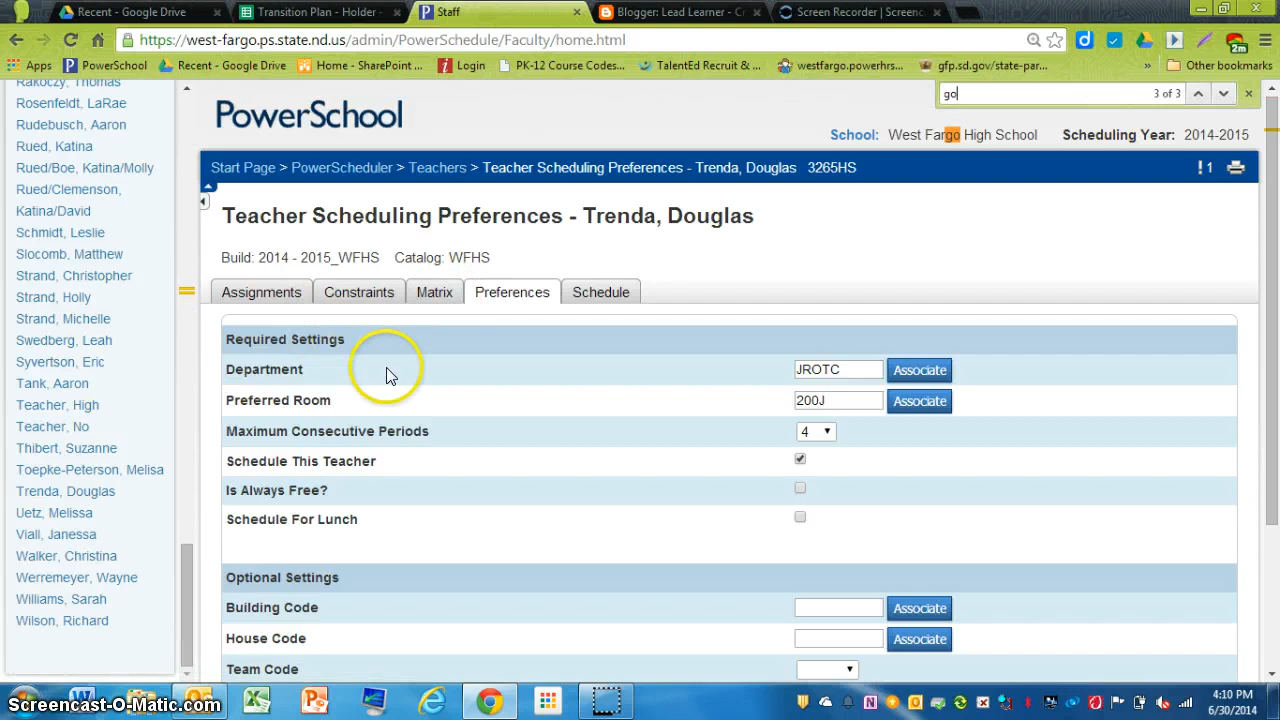 Recent - Google Drive
Transition Plan - Holder -
Staff
Blogger: Lead Learner - Cr
Screen Recorder | Screenc
https://west-fargo.ps.state.nd.us/admin/PowerSchedule/Faculty/home.html
Apps
PowerSchool
Recent - Google Drive
Home - SharePoint ...
Login
PK-12 Course Codes...
TalentEd Recruit & ...
westfargo.powerhrs...
gfp.sd.gov/state-par...
»
Other bookmarks
2m
go
3 of 3
Rakoczy, Thomas
Rosenfeldt, LaRae
Rudebusch, Aaron
Rued, Katina
Rued/Boe, Katina/Molly
Rued/Clemenson,
Katina/David
Schmidt, Leslie
Slocomb, Matthew
Strand, Christopher
Strand, Holly
Strand, Michelle
Swedberg, Leah
Syvertson, Eric
Tank, Aaron
Teacher, High
Teacher, No
Thibert, Suzanne
Toepke-Peterson, Melisa
Trenda, Douglas
Uetz, Melissa
Viall, Janessa
Walker, Christina
Werremeyer, Wayne
Williams, Sarah
Wilson, Richard
PowerSchool
School: West Fargo High School Scheduling Year: 2014-2015
Start Page > PowerScheduler > Teachers > Teacher Scheduling Preferences - Trenda, Douglas 3265HS
! 1
Teacher Scheduling Preferences - Trenda, Douglas
Build: 2014 - 2015_WFHS Catalog: WFHS
Assignments Constraints Matrix Preferences Schedule
Required Settings
Department JROTC Associate
Preferred Room 200J Associate
Maximum Consecutive Periods 4
Schedule This Teacher
Is Always Free?
Schedule For Lunch
Optional Settings
Building Code Associate
House Code Associate
Team Code
Screencast-O-Matic.com
4:10 PM
6/30/2014